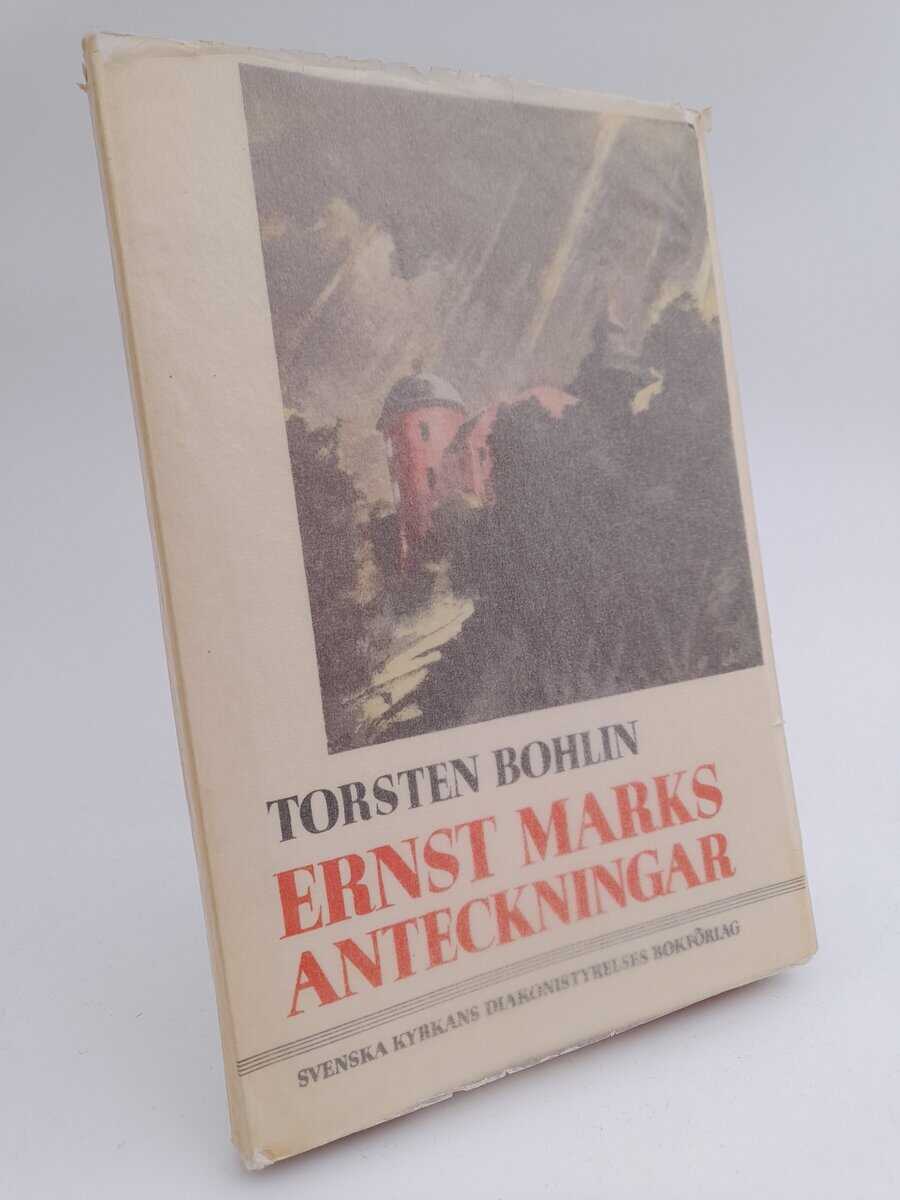 TORSTEN BOHLIN
ERNST MARKS
ANTECKNINGAR
SVENSKA KYRKANS DIAKONISTYRELSES BOKFÖRLAG